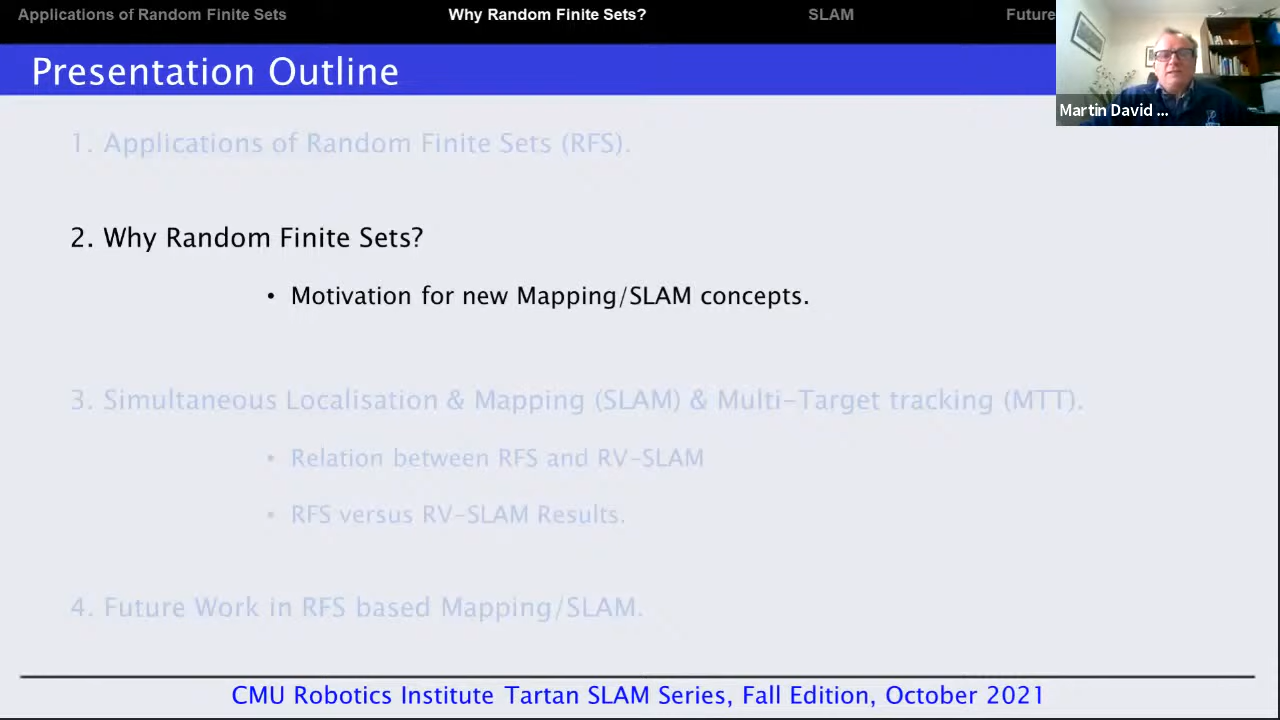 Applications of Random Finite Sets Why Random Finite Sets? SLAM Future
Presentation Outline
Martin David ...
1. Applications of Random Finite Sets (RFS).
2. Why Random Finite Sets?
• Motivation for new Mapping/SLAM concepts.
3. Simultaneous Localisation & Mapping (SLAM) & Multi-Target tracking (MTT).
• Relation between RFS and RV-SLAM
• RFS versus RV-SLAM Results.
4. Future Work in RFS based Mapping/SLAM.
CMU Robotics Institute Tartan SLAM Series, Fall Edition, October 2021